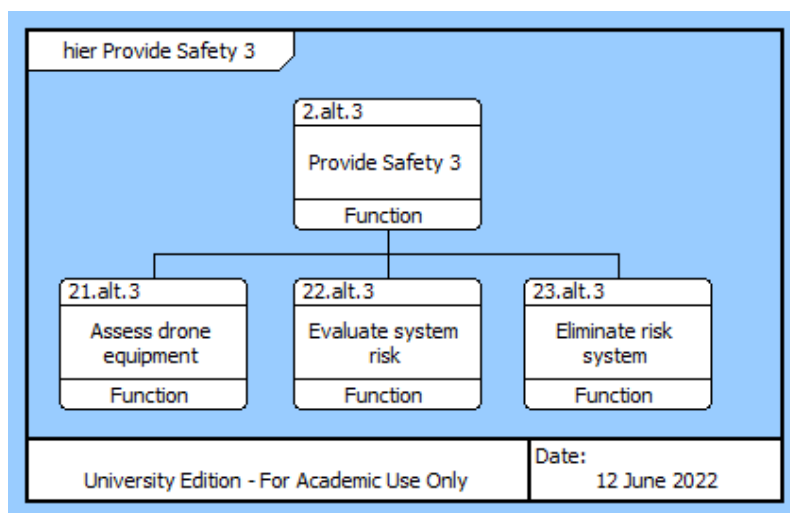 hier Provide Safety 3
2.alt.3
Provide Safety 3
Function
21.alt.3
Assess drone
equipment
Function
22.alt.3
Evaluate system
risk
Function
23.alt.3
Eliminate risk
system
Function
University Edition - For Academic Use Only
Date:
12 June 2022